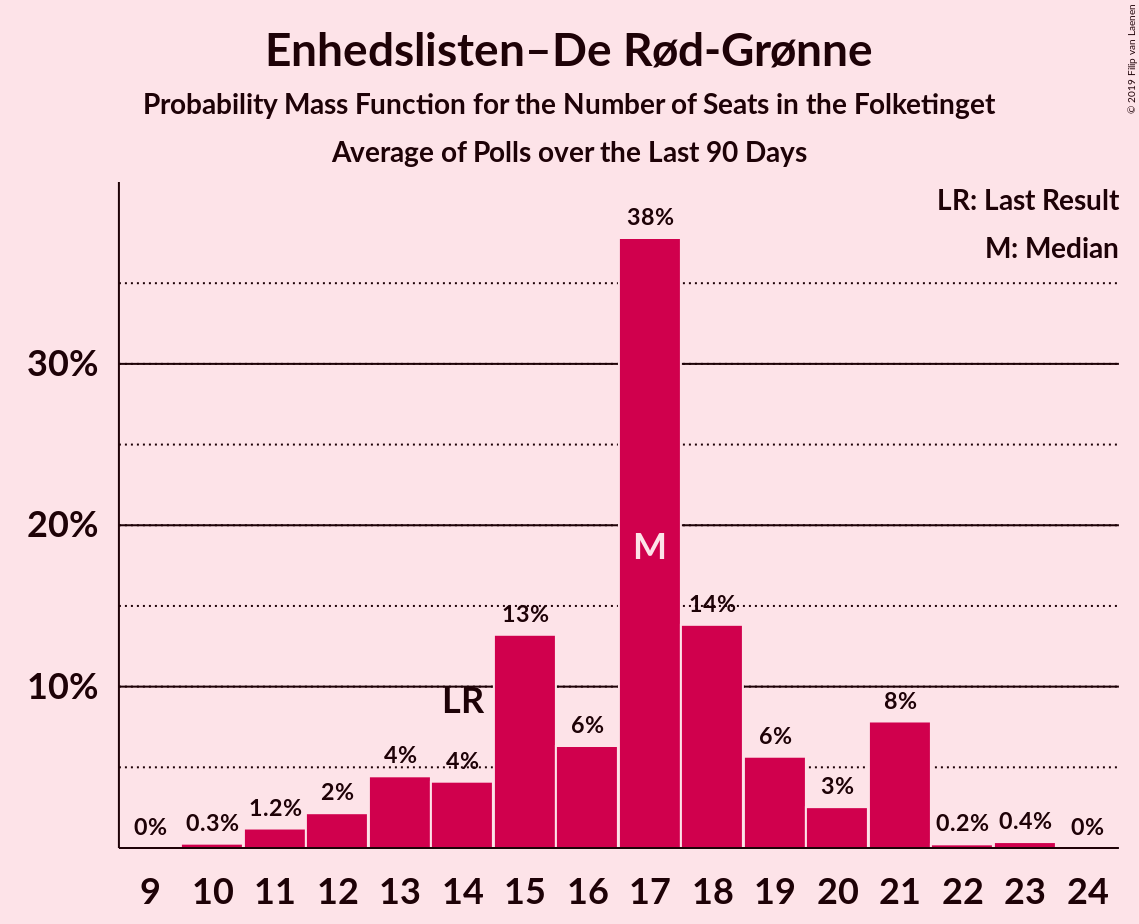 Enhedslisten–De Rød-Grønne
Probability Mass Function for the Number of Seats in the Folketinget
Average of Polls over the Last 90 Days
© 2019 Filip van Laenen
LR: Last Result
M: Median
38%
30%
20%
M
14%
13%
10%
LR
8%
6%
6%
4%
4%
3%
2%
1.2%
0.4%
0.3%
0.2%
0%
0%
9 10 11 12 13 14 15 16 17 18 19 20 21 22 23 24